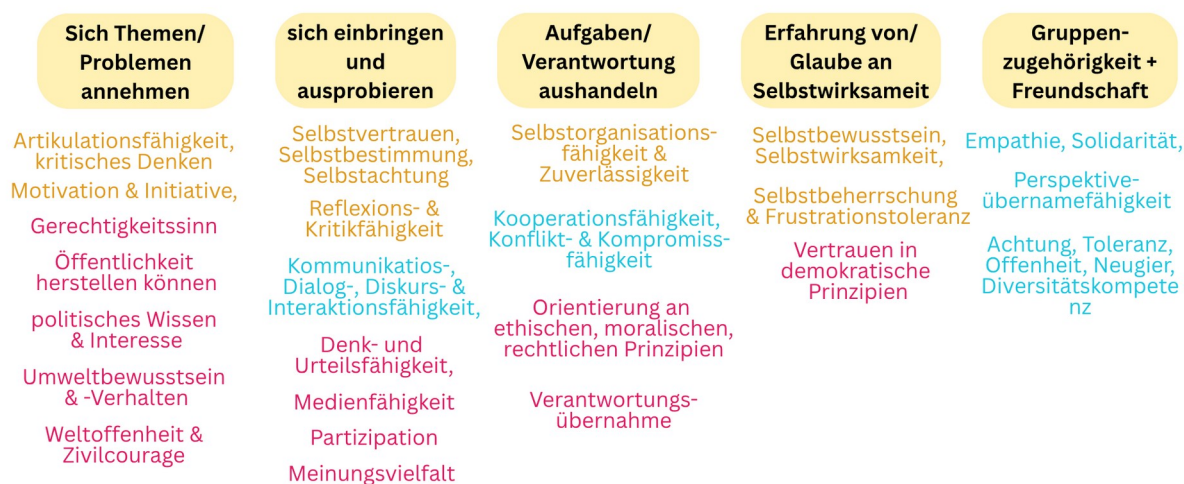 Sich Themen/
Problemen
annehmen
Artikulationsfähigkeit,
kritisches Denken
Motivation & Initiative,
Gerechtigkeitssinn
Öffentlichkeit
herstellen können
politisches Wissen
& Interesse
Umweltbewusstsein
& -Verhalten
Weltoffenheit &
Zivilcourage
sich einbringen
und
ausprobieren
Selbstvertrauen,
Selbstbestimmung,
Selbstachtung
Reflexions- &
Kritikfähigkeit
Kommunikatios-,
Dialog-, Diskurs- &
Interaktionsfähigkeit,
Denk- und
Urteilsfähigkeit,
Medienfähigkeit
Partizipation
Meinungsvielfalt
Aufgaben/
Verantwortung
aushandeln
Selbstorganisations-
fähigkeit &
Zuverlässigkeit
Kooperationsfähigkeit,
Konflikt- & Kompromiss-
fähigkeit
Orientierung an
ethischen, moralischen,
rechtlichen Prinzipien
Verantwortungs-
übernahme
Erfahrung von/
Glaube an
Selbstwirksameit
Selbstbewusstsein,
Selbstwirksamkeit,
Selbstbeherrschung
& Frustrationstoleranz
Vertrauen in
demokratische
Prinzipien
Gruppen-
zugehörigkeit +
Freundschaft
Empathie, Solidarität,
Perspektive-
übernamefähigkeit
Achtung, Toleranz,
Offenheit, Neugier,
Diversitätskompete
nz